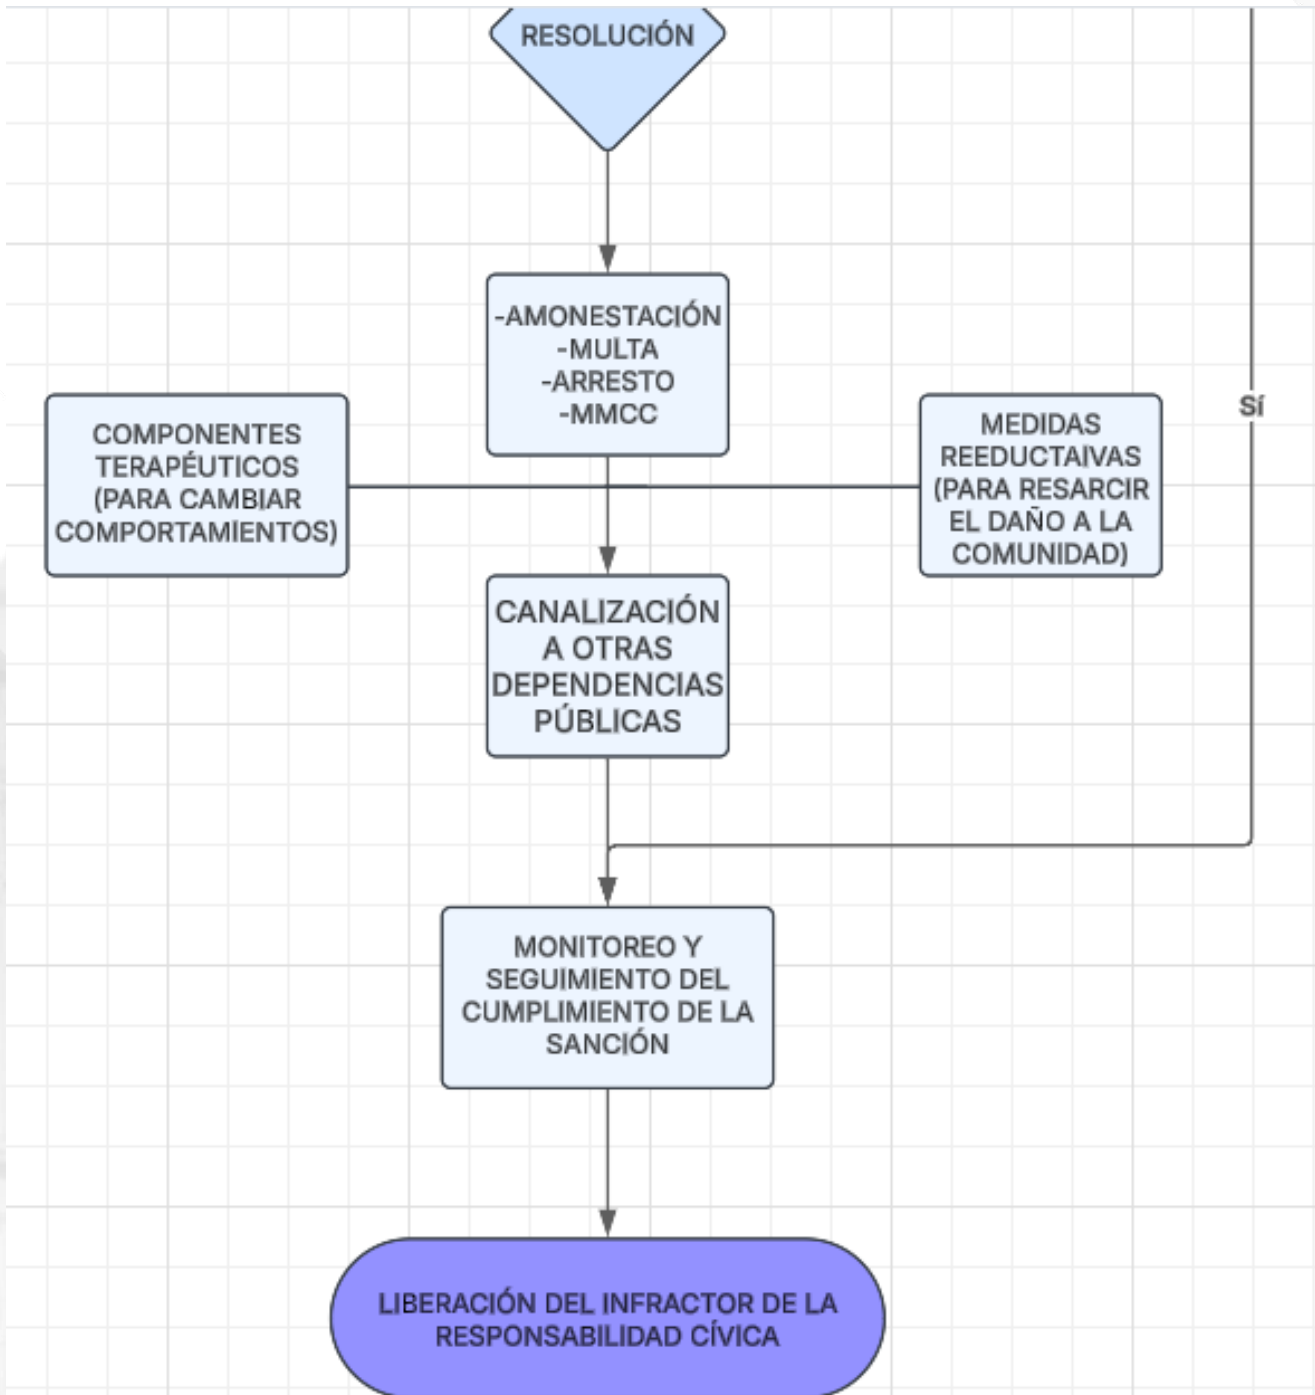 RESOLUCIÓN
-AMONESTACIÓN
-MULTA
-ARRESTO
-MMCC
COMPONENTES
TERAPÉUTICOS
(PARA CAMBIAR
COMPORTAMIENTOS)
MEDIDAS
REEDUCTAIVAS
(PARA RESARCIR
EL DAÑO A LA
COMUNIDAD)
Sí
CANALIZACIÓN
A OTRAS
DEPENDENCIAS
PÚBLICAS
MONITOREO Y
SEGUIMIENTO DEL
CUMPLIMIENTO DE LA
SANCIÓN
LIBERACIÓN DEL INFRACTOR DE LA
RESPONSABILIDAD CÍVICA